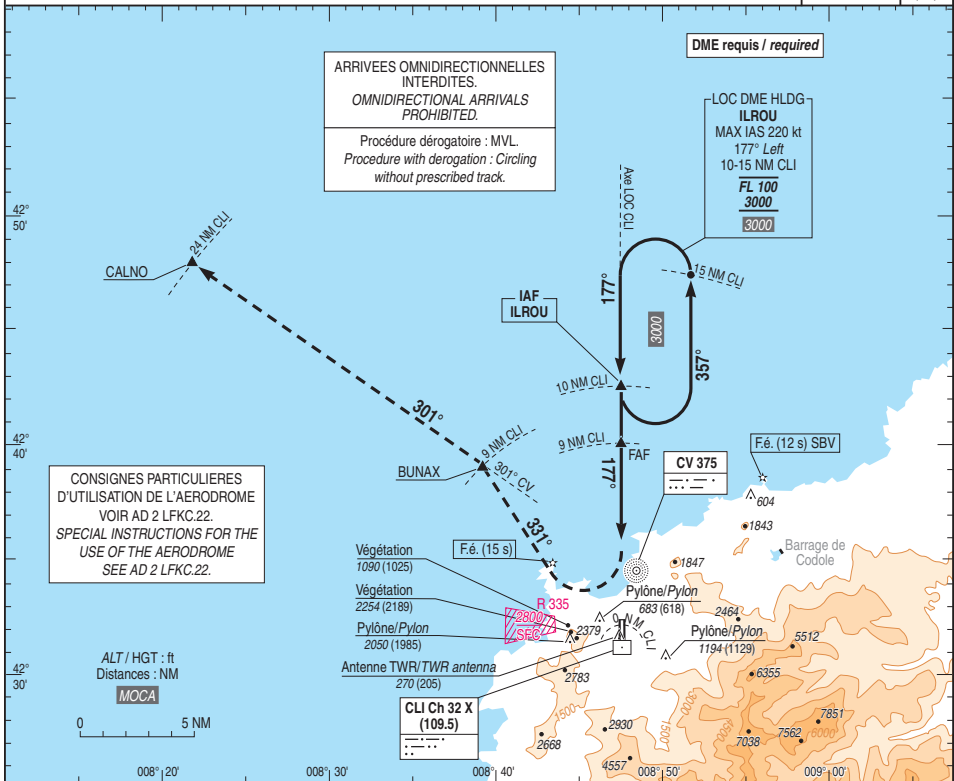 DME requis / required
ARRIVEES OMNIDIRECTIONNELLES
INTERDITES.
OMNIDIRECTIONAL ARRIVALS
PROHIBITED.
Procédure dérogatoire : MVL.
Procedure with derogation : Circling
without prescribed track.
LOC DME HLDG
ILROU
MAX IAS 220 kt
177° Left
10-15 NM CLI
FL 100
3000
3000
Axe LOC CLI
42°
50'
24 NM CLI
CALNO
15 NM CLI
177°
IAF
ILROU
3000
357°
10 NM CLI
301°
42°
40'
9 NM CLI
BUNAX
301° CV
9 NM CLI
FAF
177°
F.é. (12 s) SBV
CV 375
604
CONSIGNES PARTICULIERES
D'UTILISATION DE L'AERODROME
VOIR AD 2 LFKC.22.
SPECIAL INSTRUCTIONS FOR THE
USE OF THE AERODROME
SEE AD 2 LFKC.22.
331°
1843
F.é. (15 s)
Barrage de
Codole
1847
Végétation
1090 (1025)
Végétation
2254 (2189)
Pylône/Pylon
2050 (1985)
R 335
2800
SFC
2379
Pylône/Pylon
683 (618)
0 NM CLI
2464
Pylône/Pylon
1194 (1129)
5512
Antenne TWR/TWR antenna
270 (205)
2783
6355
42°
30'
ALT / HGT : ft
Distances : NM
MOCA
0 5 NM
CLI Ch 32 X
(109.5)
1500
3000
1500
4500
2930
2668
4557
7851
6000
7038
7562
008° 20'
008° 30'
008° 40'
008° 50'
009° 00'